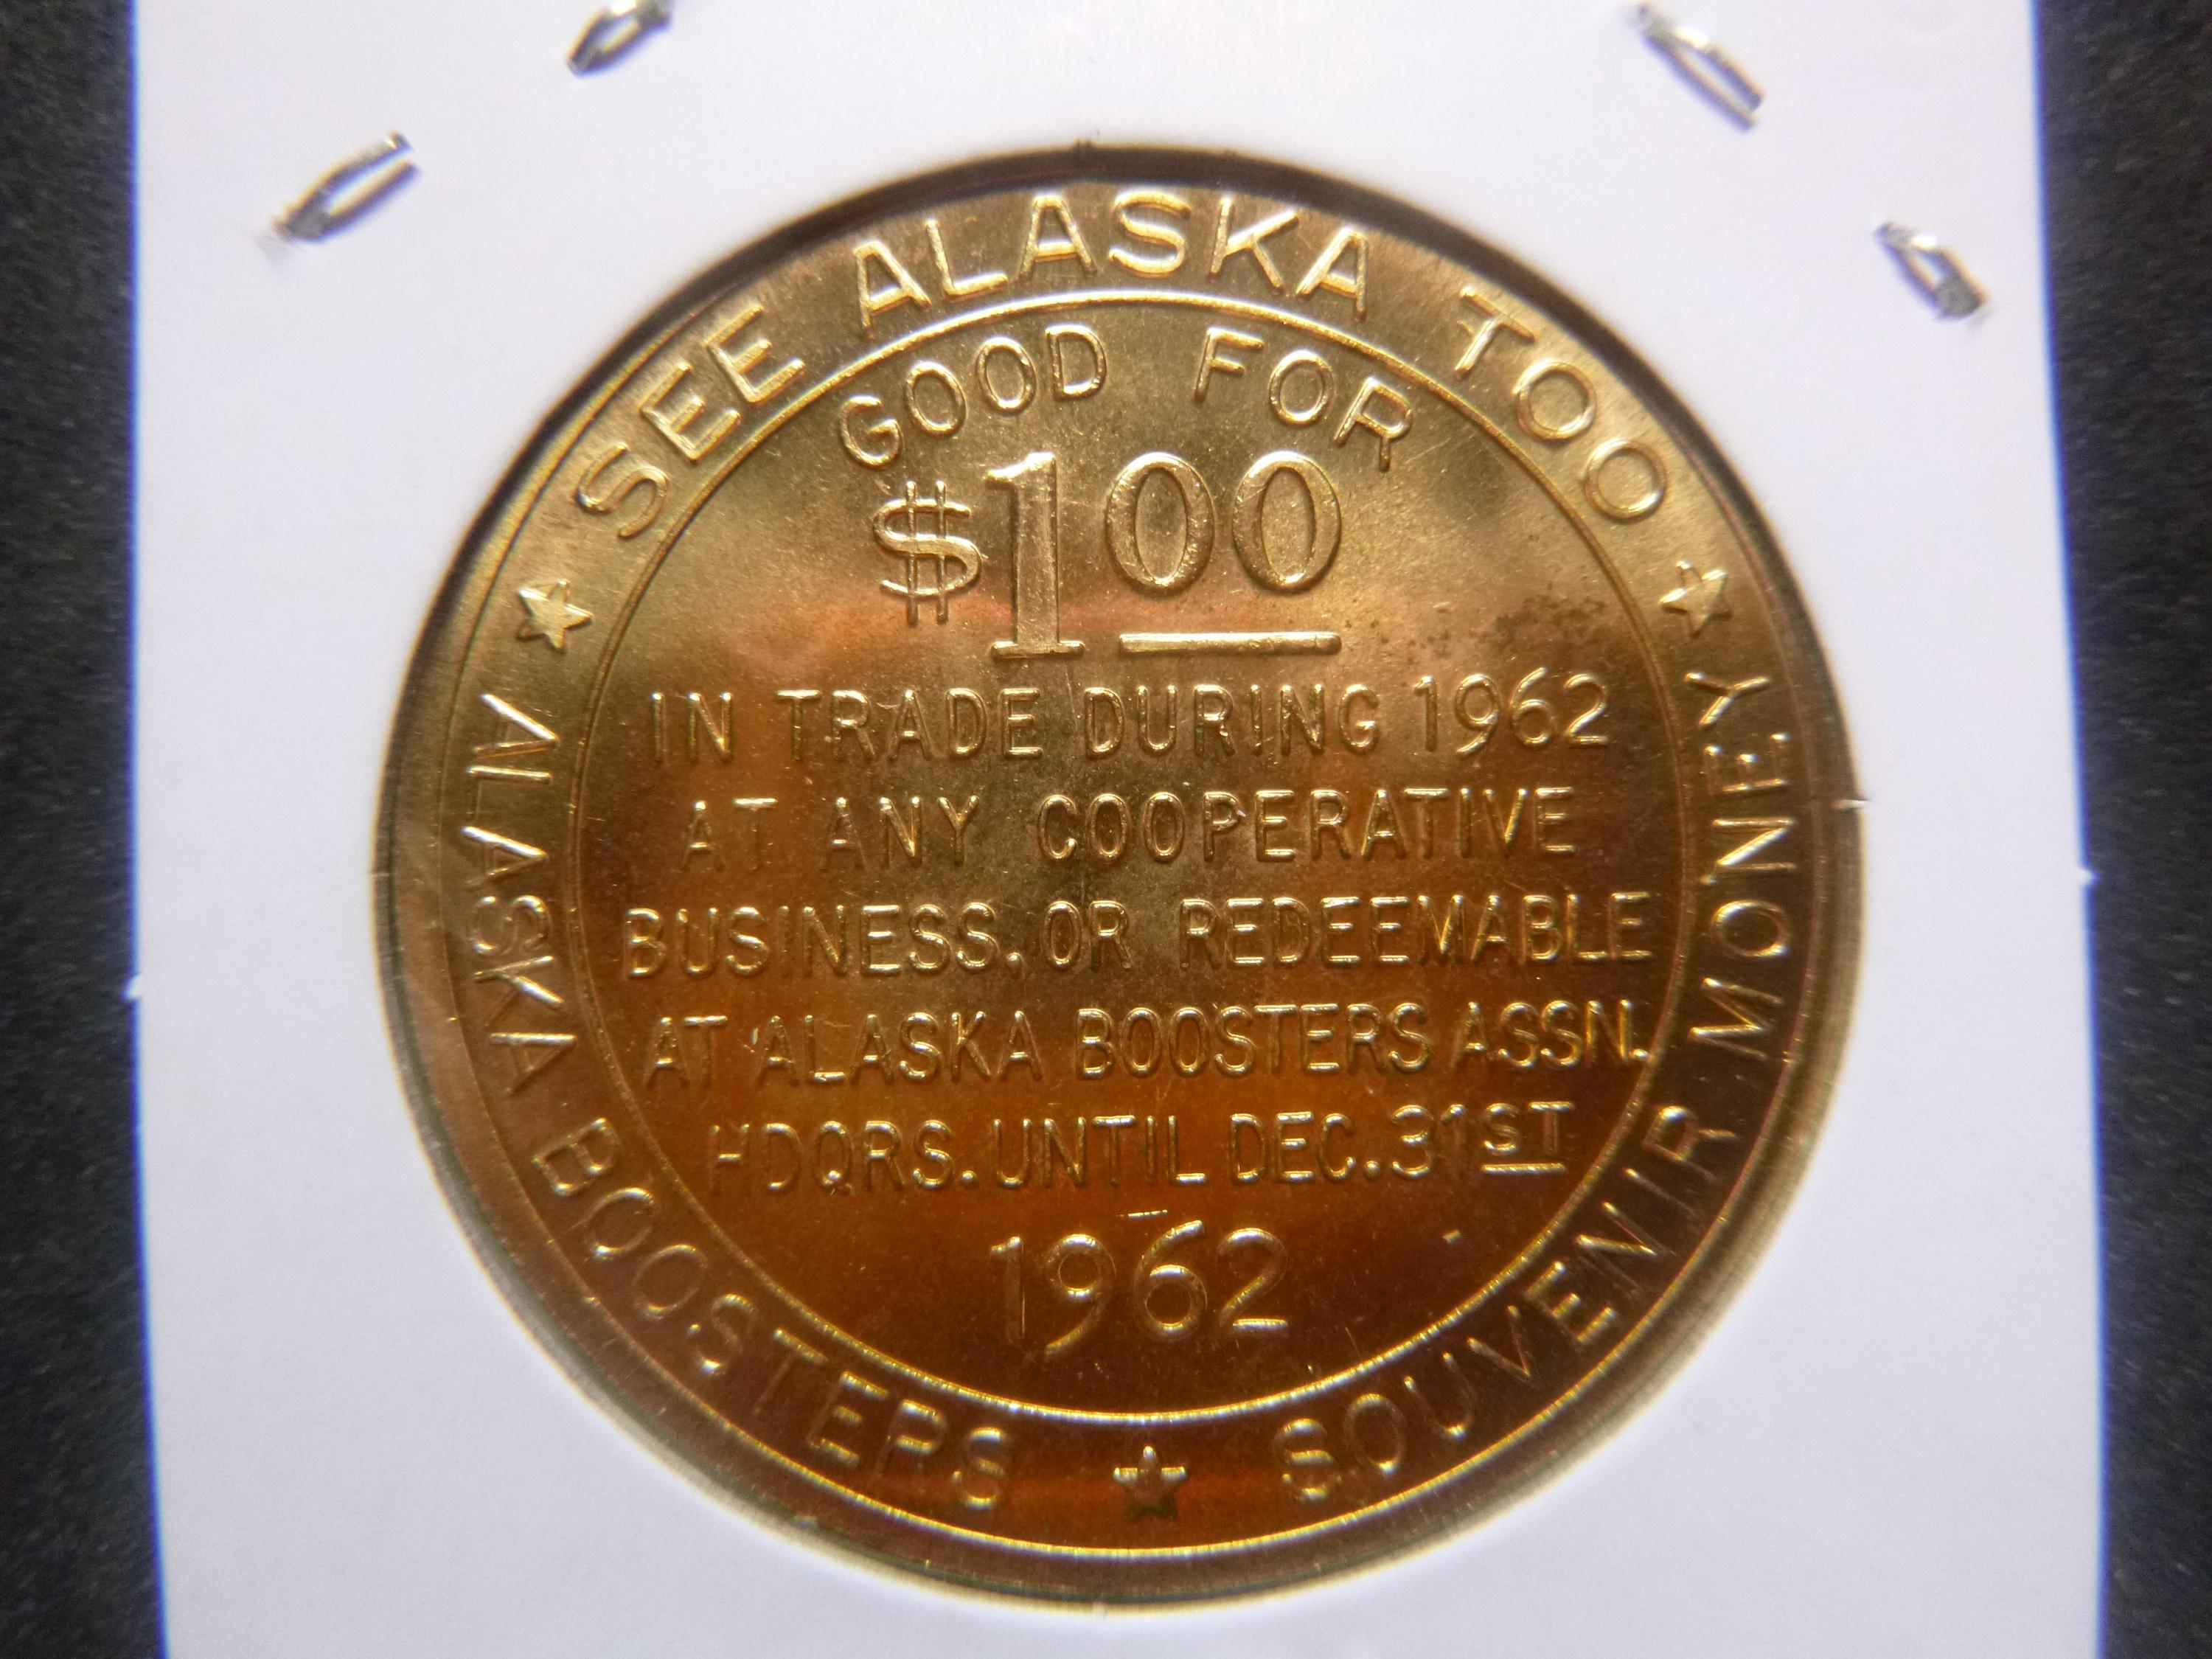 ★ SEE ALASKA TOO ★
ALASKA BOOSTERS ★ SOUVENIR MONEY
GOOD FOR
$1 00
IN TRADE DURING 1962
AT ANY COOPERATIVE
BUSINESS, OR REDEEMABLE
AT ALASKA BOOSTERS ASSN.
HDQRS. UNTIL DEC. 31ST
1962